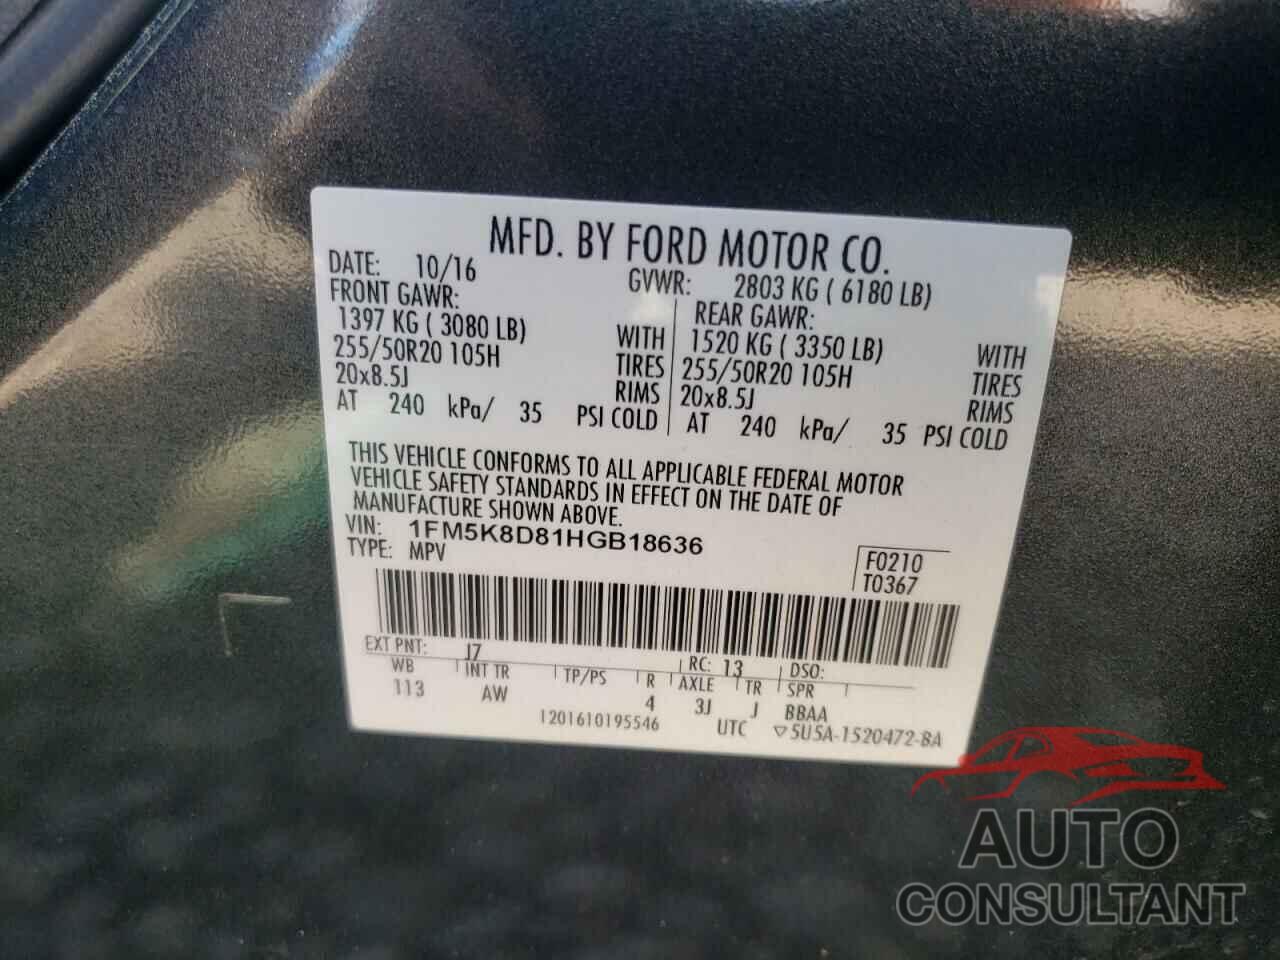 MFD. BY FORD MOTOR CO.
DATE: 10/16 GVWR: 2803 KG ( 6180 LB)
FRONT GAWR: REAR GAWR:
1397 KG ( 3080 LB) WITH 1520 KG ( 3350 LB) WITH
255/50R20 105H TIRES 255/50R20 105H TIRES
20x8.5J RIMS 20x8.5J RIMS
AT 240 kPa/ 35 PSI COLD AT 240 kPa/ 35 PSI COLD
THIS VEHICLE CONFORMS TO ALL APPLICABLE FEDERAL MOTOR
VEHICLE SAFETY STANDARDS IN EFFECT ON THE DATE OF
MANUFACTURE SHOWN ABOVE.
VIN: 1FM5K8D81HGB18636
TYPE: MPV F0210
T0367
EXT PNT: J7 RC: 13 DSO:
WB INT TR TP/PS R AXLE TR SPR
113 AW 4 3J J BBAA
1201610195546 UTC ▽5U5A-1520472-BA
AUTO
CONSULTANT